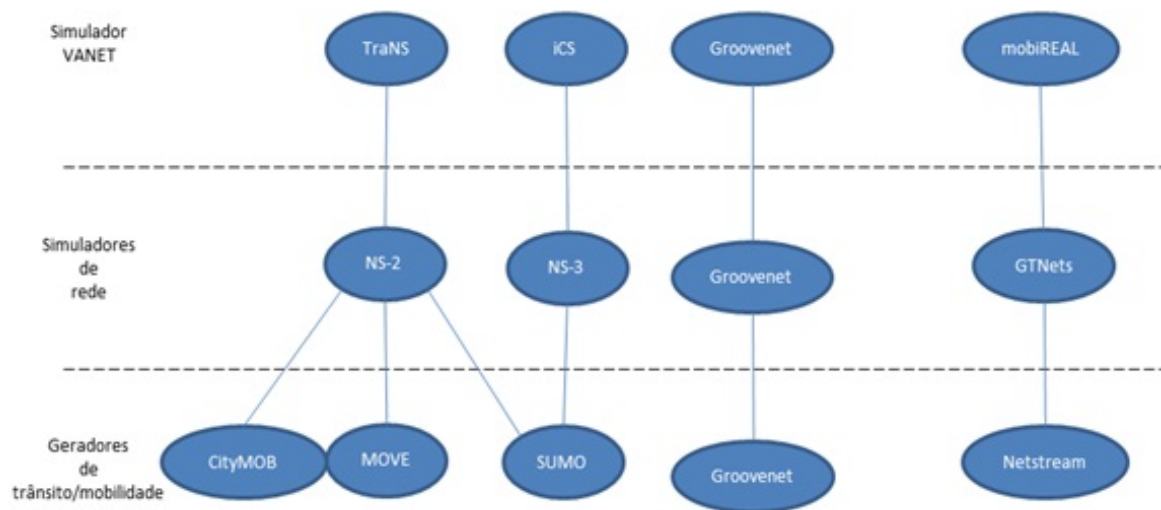 Simulador
VANET
TraNS
iCS
Groovenet
mobiREAL
Simuladores
de
rede
NS-2
NS-3
Groovenet
GTNets
Geradores
de
trânsito/mobilidade
CityMOB
MOVE
SUMO
Groovenet
Netstream